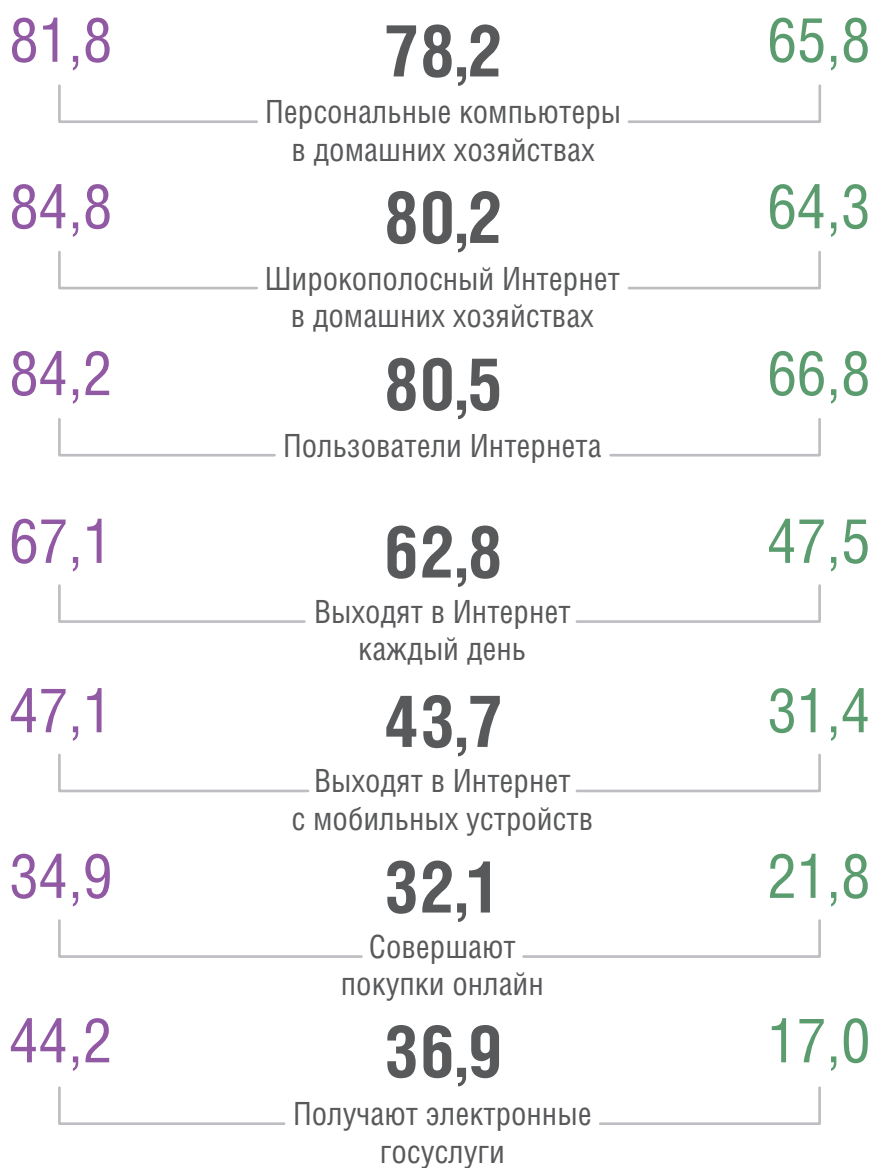 81,8 78,2 65,8
Персональные компьютеры
в домашних хозяйствах
84,8 80,2 64,3
Широкополосный Интернет
в домашних хозяйствах
84,2 80,5 66,8
Пользователи Интернета
67,1 62,8 47,5
Выходят в Интернет
каждый день
47,1 43,7 31,4
Выходят в Интернет
с мобильных устройств
34,9 32,1 21,8
Совершают
покупки онлайн
44,2 36,9 17,0
Получают электронные
госуслуги